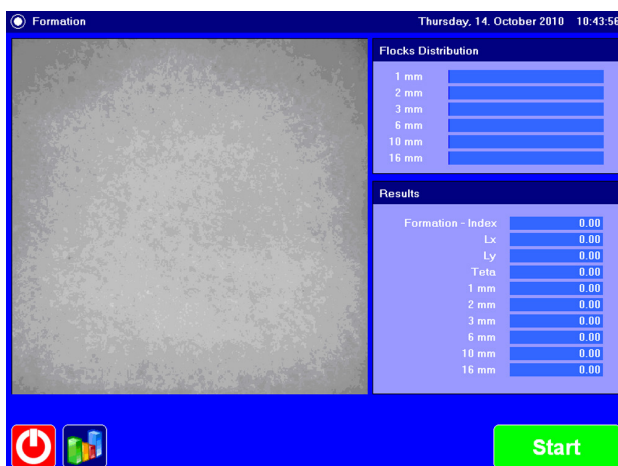 Formation Thursday, 14. October 2010 10:43:56
Flocks Distribution
1 mm
2 mm
3 mm
6 mm
10 mm
16 mm
Results
Formation - Index 0.00
Lx 0.00
Ly 0.00
Teta 0.00
1 mm 0.00
2 mm 0.00
3 mm 0.00
6 mm 0.00
10 mm 0.00
16 mm 0.00
Start